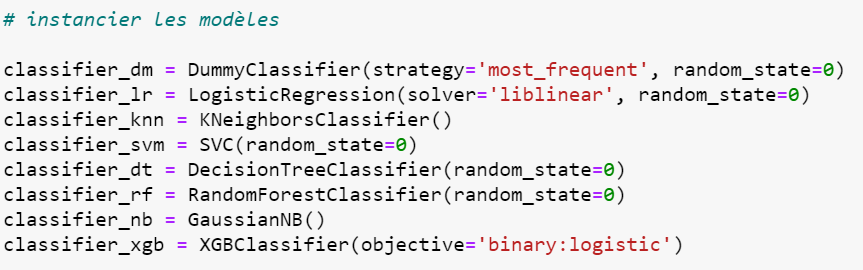 # instancier les modèles
classifier_dm = DummyClassifier(strategy='most_frequent', random_state=0)
classifier_lr = LogisticRegression(solver='liblinear', random_state=0)
classifier_knn = KNeighborsClassifier()
classifier_svm = SVC(random_state=0)
classifier_dt = DecisionTreeClassifier(random_state=0)
classifier_rf = RandomForestClassifier(random_state=0)
classifier_nb = GaussianNB()
classifier_xgb = XGBClassifier(objective='binary:logistic')